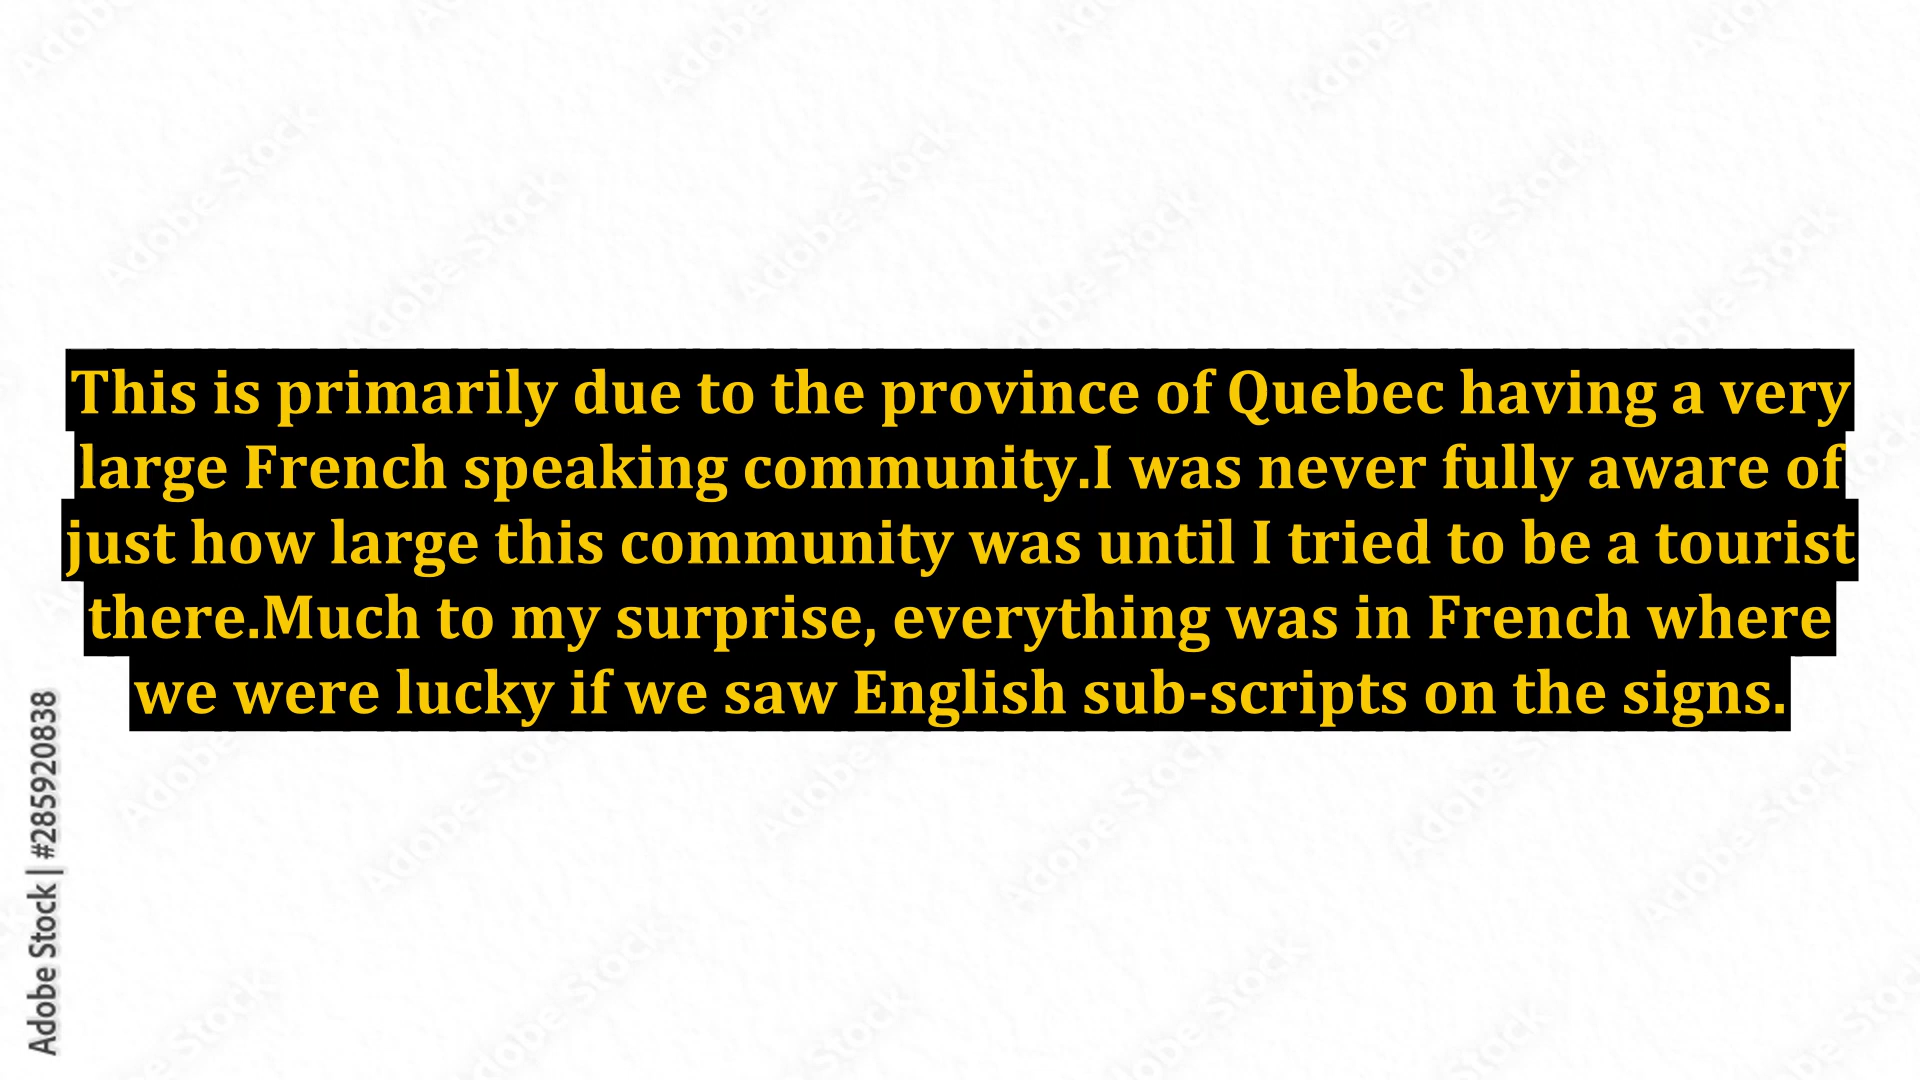 This is primarily due to the province of Quebec having a very
large French speaking community.I was never fully aware of
just how large this community was until I tried to be a tourist
there.Much to my surprise, everything was in French where
we were lucky if we saw English sub-scripts on the signs.
Adobe Stock | #285920838